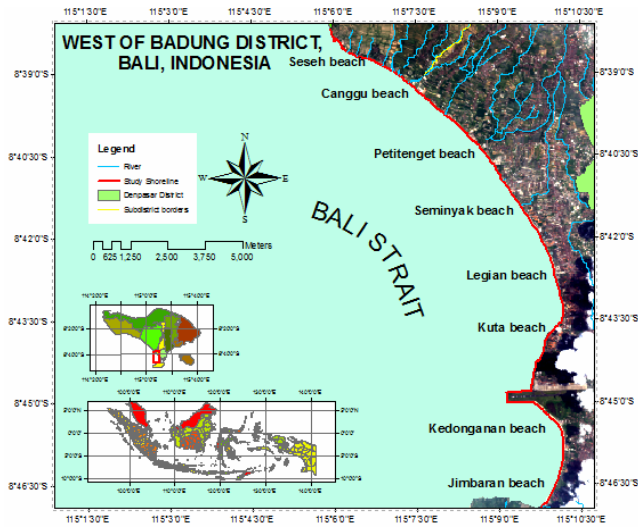 115°1'30"E 115°3'0"E 115°4'30"E 115°6'0"E 115°7'30"E 115°9'0"E 115°10'30"E
WEST OF BADUNG DISTRICT,
BALI, INDONESIA
Seseh beach
8°39'0"S 8°39'0"S
Canggu beach
Legend
River
Study Shoreline
Denpasar District
Subdistrict borders
N
W E
S
8°40'30"S 8°40'30"S
Petitenget beach
Seminyak beach
BALI STRAIT
8°42'0"S 8°42'0"S
0 625 1,250 2,500 3,750 5,000
Meters
Legian beach
8°43'30"S 8°43'30"S
Kuta beach
8°45'0"S 8°45'0"S
Kedonganan beach
Jimbaran beach
8°46'30"S 8°46'30"S
115°1'30"E 115°3'0"E 115°4'30"E 115°6'0"E 115°7'30"E 115°9'0"E 115°10'30"E